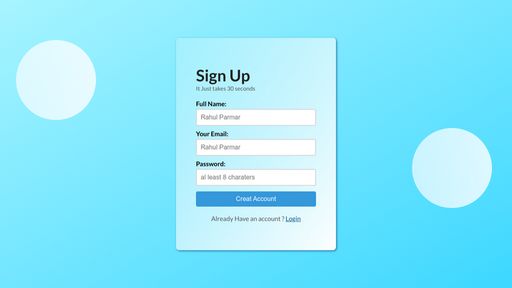 Sign Up
It Just takes 30 seconds
Full Name:
Rahul Parmar
Your Email:
Rahul Parmar
Password:
al least 8 charaters
Creat Account
Already Have an account ? Login